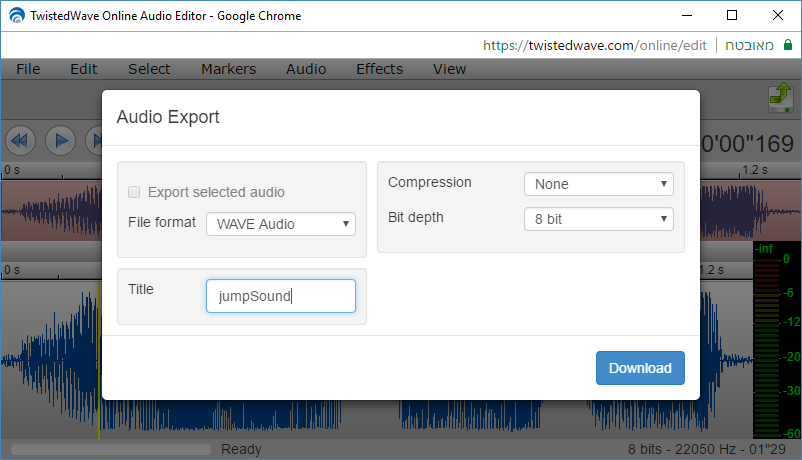 TwistedWave Online Audio Editor - Google Chrome
https://twistedwave.com/online/edit | מאובטח
File Edit Select Markers Audio Effects View
Audio Export
0'00"169
0 s 1.2 s
Export selected audio
File format WAVE Audio
Compression None
Bit depth 8 bit
-inf
0 s 1.2 s
0
-6
-12
-20
-30
-60
Title jumpSound
Download
Ready 8 bits - 22050 Hz - 01"29